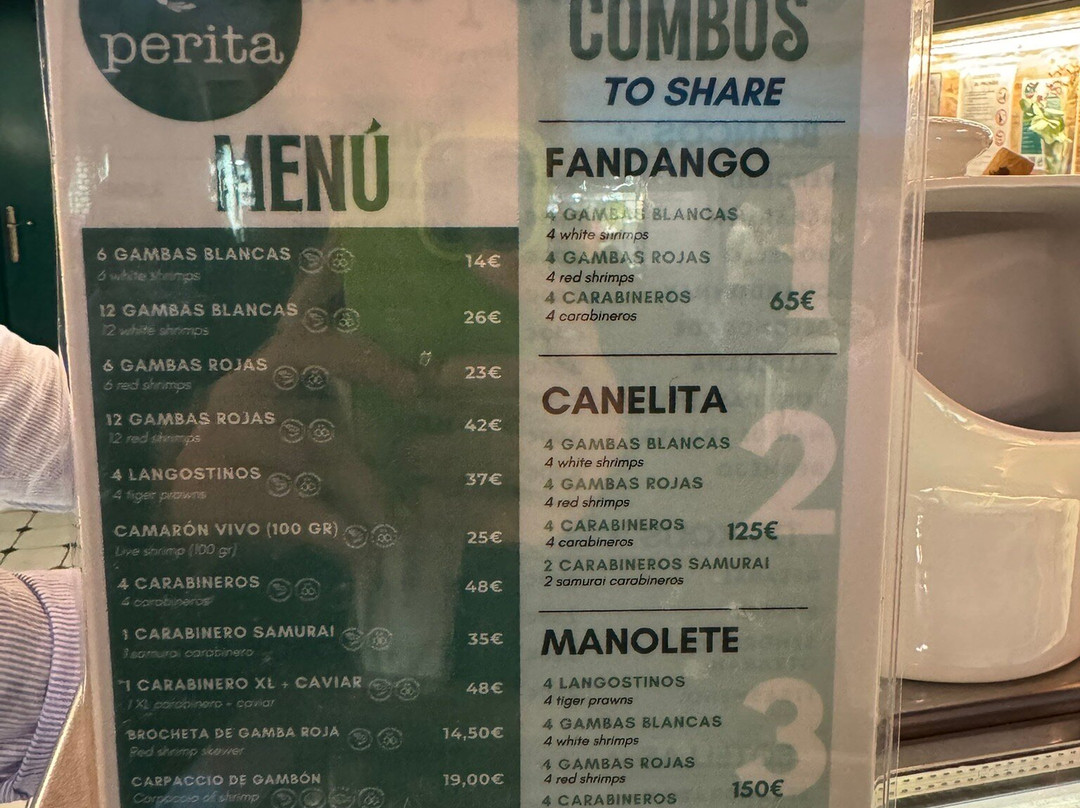 perita
MENÚ
6 GAMBAS BLANCAS 14€
6 white shrimps
12 GAMBAS BLANCAS 26€
12 white shrimps
6 GAMBAS ROJAS 23€
6 red shrimps
12 GAMBAS ROJAS 42€
12 red shrimps
4 LANGOSTINOS 37€
4 tiger prawns
CAMARÓN VIVO (100 GR) 25€
Live shrimp (100 gr)
4 CARABINEROS 48€
4 carabineros
1 CARABINERO SAMURAI 35€
1 samurai carabinero
1 CARABINERO XL + CAVIAR 48€
1 XL carabinero + caviar
BROCHETA DE GAMBA ROJA 14,50€
Red shrimp skewer
CARPACCIO DE GAMBÓN 19,00€
Carpaccio of shrimp
COMBOS
TO SHARE
FANDANGO
1
4 GAMBAS BLANCAS
4 white shrimps
4 GAMBAS ROJAS
4 red shrimps
4 CARABINEROS 65€
4 carabineros
CANELITA
2
4 GAMBAS BLANCAS
4 white shrimps
4 GAMBAS ROJAS
4 red shrimps
4 CARABINEROS 125€
4 carabineros
2 CARABINEROS SAMURAI
2 samurai carabineros
MANOLETE
3
4 LANGOSTINOS
4 tiger prawns
4 GAMBAS BLANCAS
4 white shrimps
4 GAMBAS ROJAS
4 red shrimps
4 CARABINEROS 150€